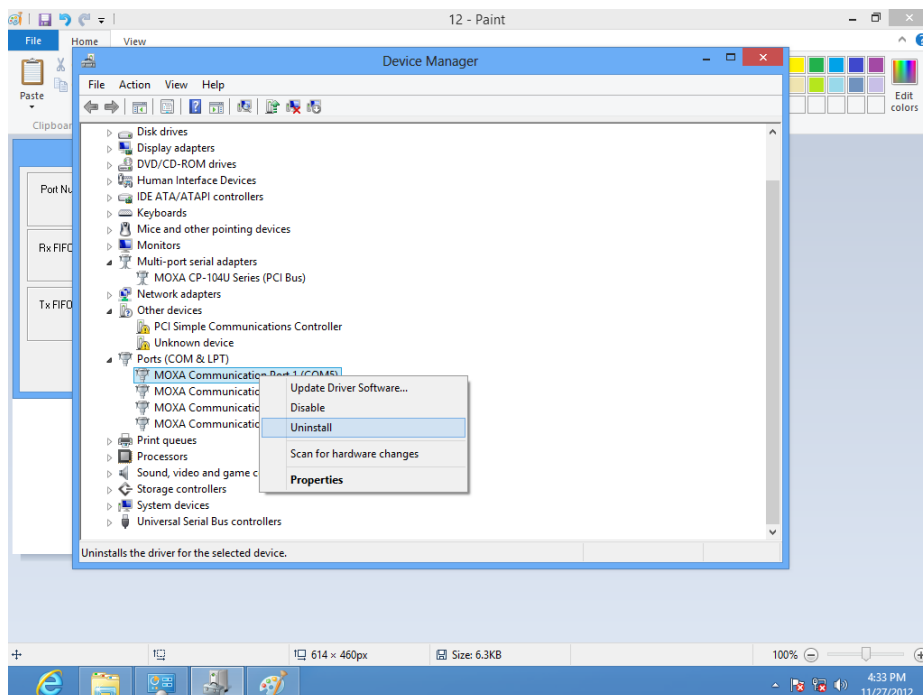 12 - Paint
File Home View
Device Manager
File Action View Help
Paste
Clipboar
Edit
colors
Disk drives
Display adapters
DVD/CD-ROM drives
Human Interface Devices
IDE ATA/ATAPI controllers
Keyboards
Mice and other pointing devices
Monitors
Multi-port serial adapters
MOXA CP-104U Series (PCI Bus)
Network adapters
Other devices
PCI Simple Communications Controller
Unknown device
Ports (COM & LPT)
MOXA Communication Port 1 (COM5)
MOXA Communicatio
MOXA Communicatio
MOXA Communicatio
Print queues
Processors
Sound, video and game c
Storage controllers
System devices
Universal Serial Bus controllers
Update Driver Software...
Disable
Uninstall
Scan for hardware changes
Properties
Port Nu
Rx FIFO
Tx FIFO
Uninstalls the driver for the selected device.
614 × 460px
Size: 6.3KB
100%
4:33 PM
11/27/2012